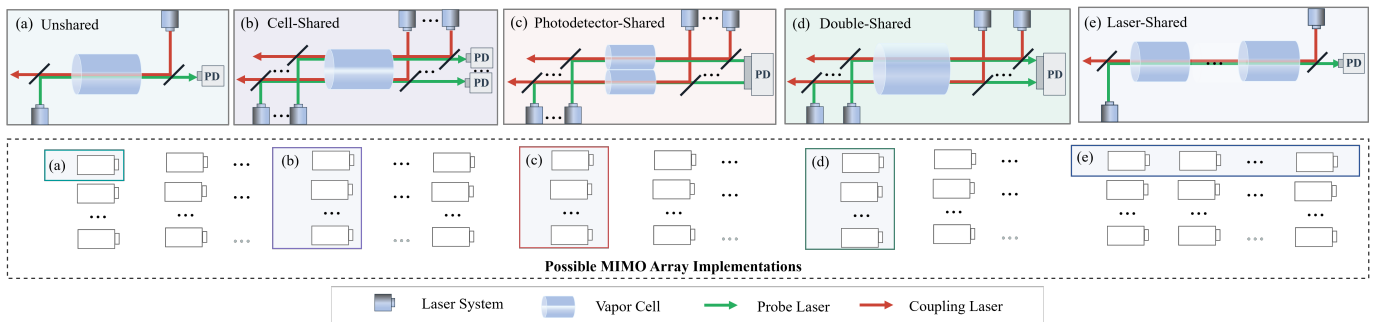 (a) Unshared
(b) Cell-Shared
(c) Photodetector-Shared
(d) Double-Shared
(e) Laser-Shared
PD
PD
PD
PD
PD
PD
(a)
(b)
(c)
(d)
(e)
Possible MIMO Array Implementations
Laser System
Vapor Cell
Probe Laser
Coupling Laser